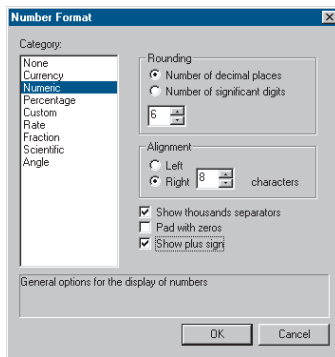 Number Format
Category:
None
Currency
Numeric
Percentage
Custom
Rate
Fraction
Scientific
Angle
Rounding
Number of decimal places
Number of significant digits
6
Alignment
Left
Right 8 characters
Show thousands separators
Pad with zeros
Show plus sign
General options for the display of numbers
OK Cancel